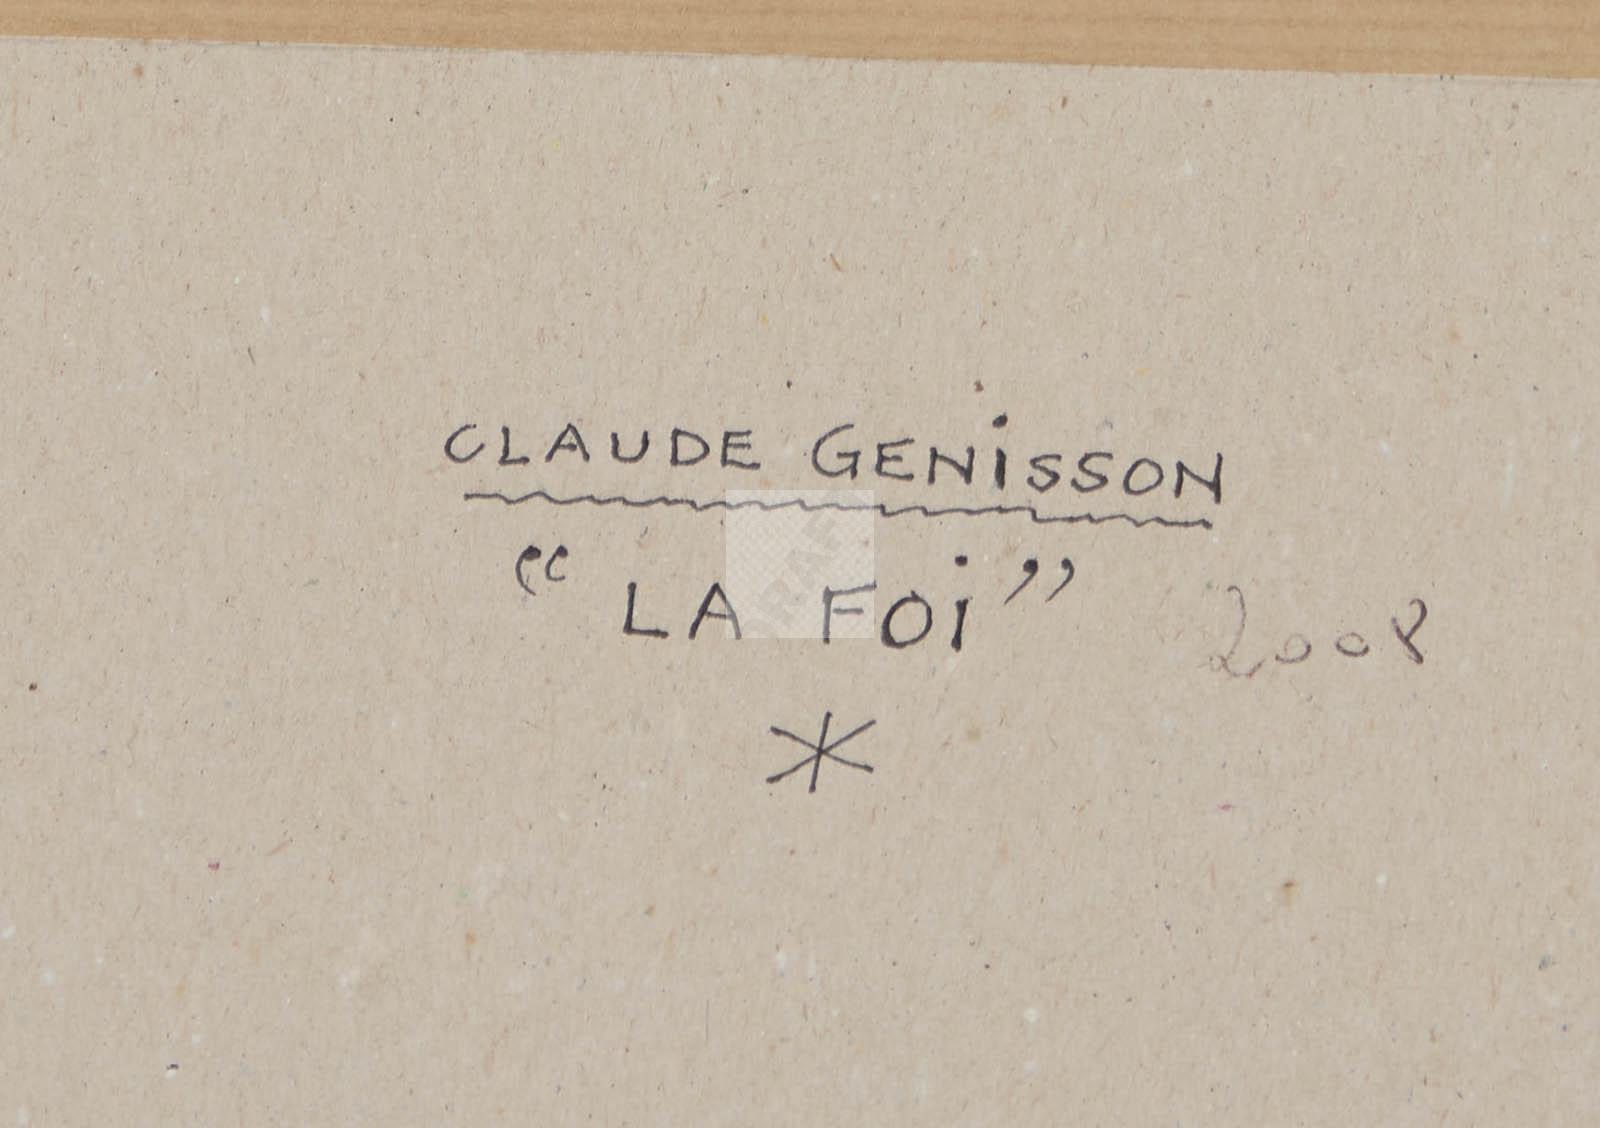 CLAUDE GENiSSON
“ LA FOi ” 2008
*